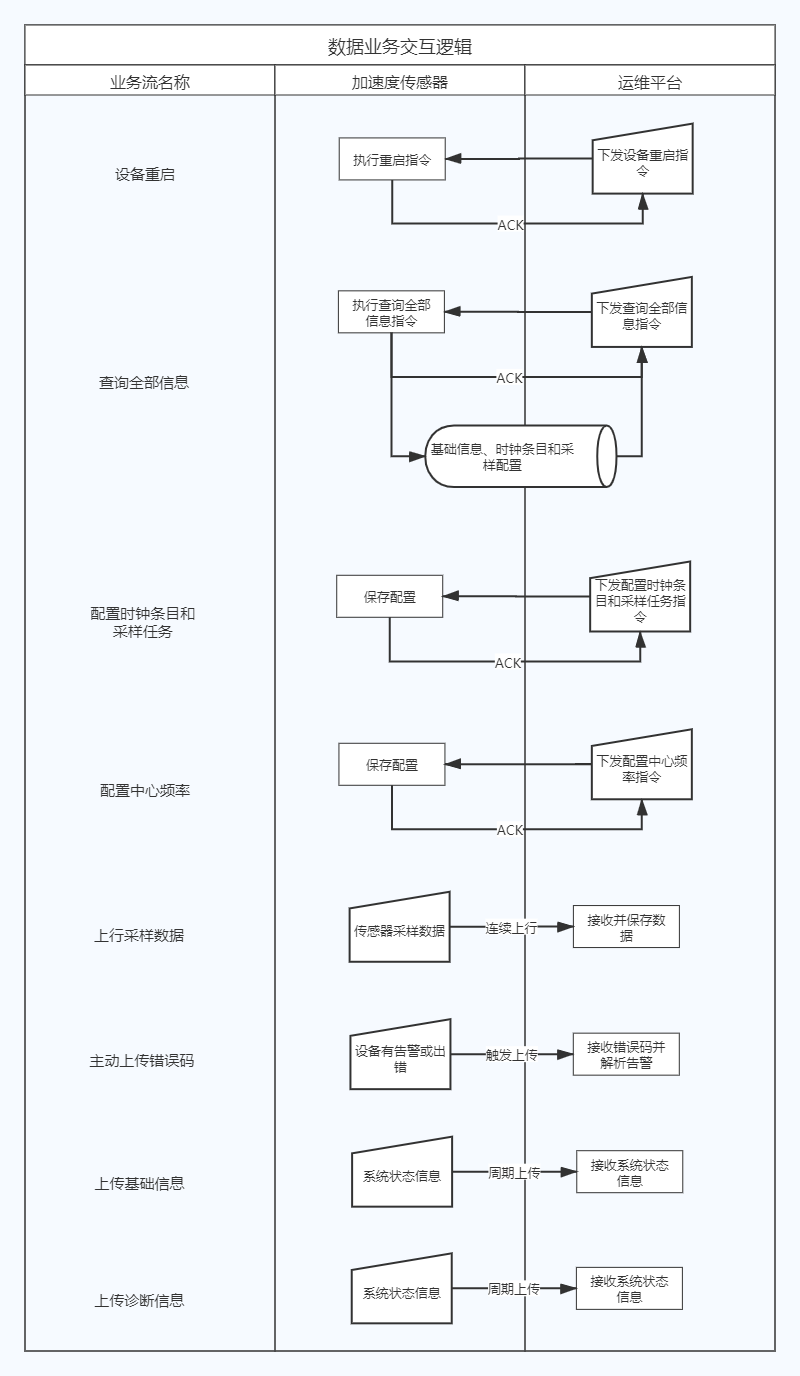 数据业务交互逻辑
业务流名称
加速度传感器
运维平台
设备重启
执行重启指令
下发设备重启指
令
ACK
查询全部信息
执行查询全部
信息指令
下发查询全部信
息指令
ACK
基础信息、时钟条目和采
样配置
配置时钟条目和
采样任务
保存配置
下发配置时钟条
目和采样任务指
令
ACK
配置中心频率
保存配置
下发配置中心频
率指令
ACK
上行采样数据
传感器采样数据
连续上行
接收并保存数
据
主动上传错误码
设备有告警或出
错
触发上传
接收错误码并
解祈告警
上传基础信息
系统状态信息
周期上传
接收系统状态
信息
上传诊断信息
系统状态信息
周期上传
接收系统状态
信息